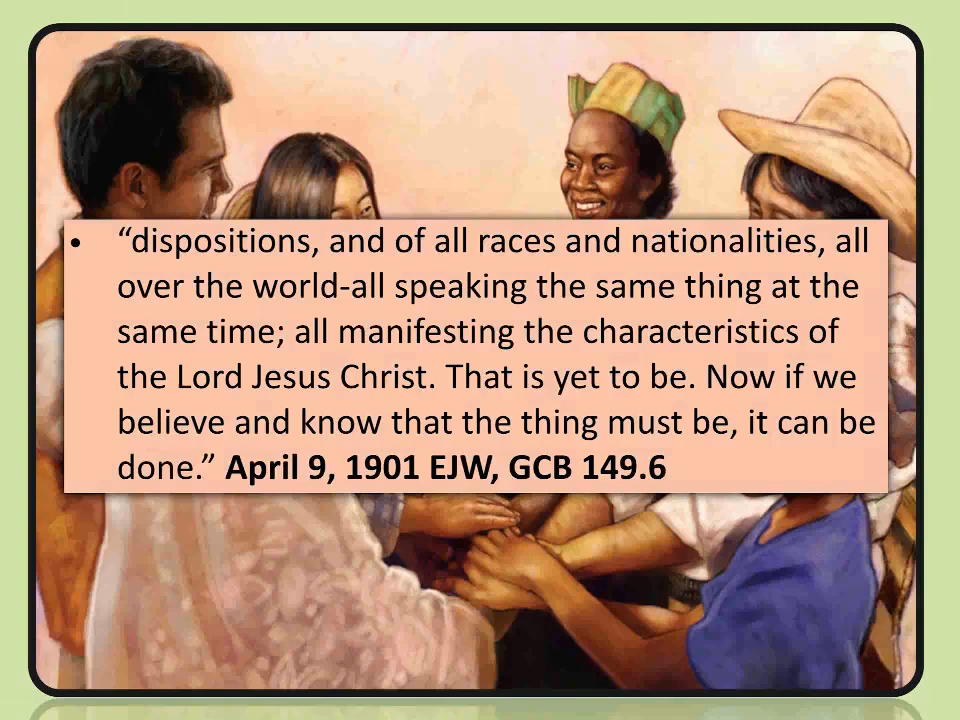 • “dispositions, and of all races and nationalities, all
over the world-all speaking the same thing at the
same time; all manifesting the characteristics of
the Lord Jesus Christ. That is yet to be. Now if we
believe and know that the thing must be, it can be
done.” April 9, 1901 EJW, GCB 149.6